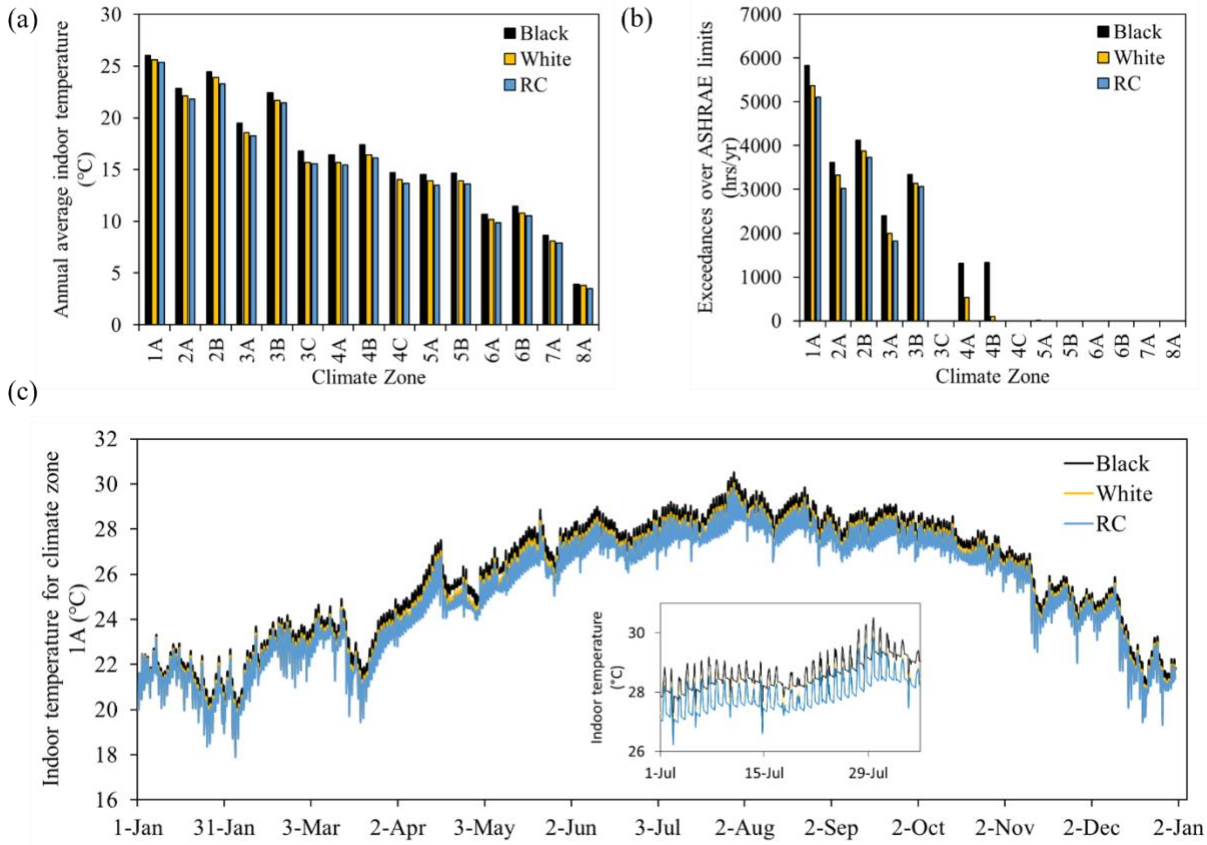 (a)
Annual average indoor temperature
(°C)
30
25
20
15
10
5
0
Black
White
RC
1A
2A
2B
3A
3B
3C
4A
4B
4C
5A
5B
6A
6B
7A
8A
Climate Zone
(b)
Exceedances over ASHRAE limits
(hrs/yr)
7000
6000
5000
4000
3000
2000
1000
0
Black
White
RC
1A
2A
2B
3A
3B
3C
4A
4B
4C
5A
5B
6A
6B
7A
8A
Climate Zone
(c)
Indoor temperature for climate zone
1A (°C)
32
30
28
26
24
22
20
18
16
Black
White
RC
Indoor temperature
(°C)
30
28
26
1-Jul
15-Jul
29-Jul
1-Jan
31-Jan
3-Mar
2-Apr
3-May
2-Jun
3-Jul
2-Aug
2-Sep
2-Oct
2-Nov
2-Dec
2-Jan